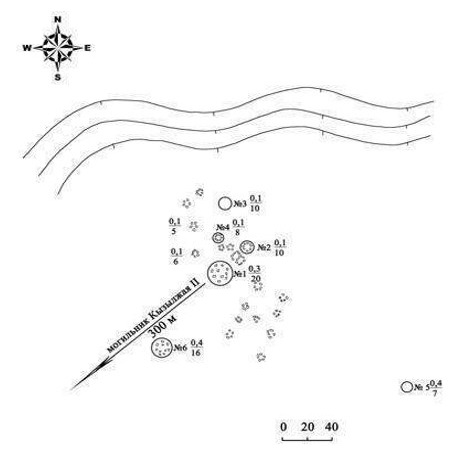 N
W E
S
№3 0,1/10
0,1/5
№4 0,1/8
0,1/6
№2 0,1/10
№1 0,3/20
могильник Кызылжая II
300 м
№6 0,4/16
№ 5 0,4/7
0 20 40